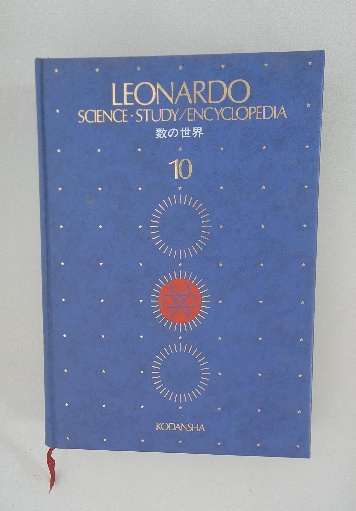 LEONARDO
SCIENCE・STUDY/ENCYCLOPEDIA
数の世界
10
KODANSHA